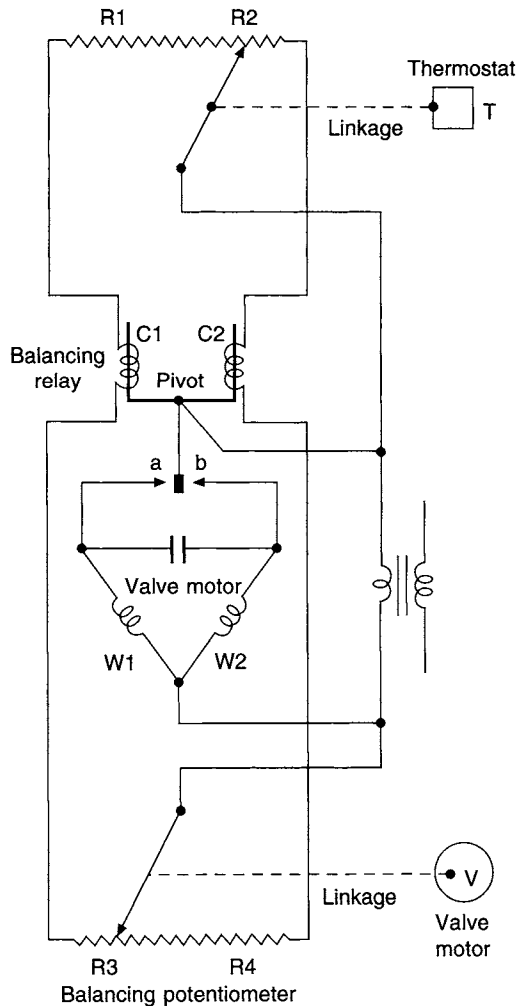 R1 R2
Thermostat
T
Linkage
C1 C2
Balancing
relay
Pivot
a b
Valve motor
W1 W2
V
Linkage
Valve
motor
R3 R4
Balancing potentiometer